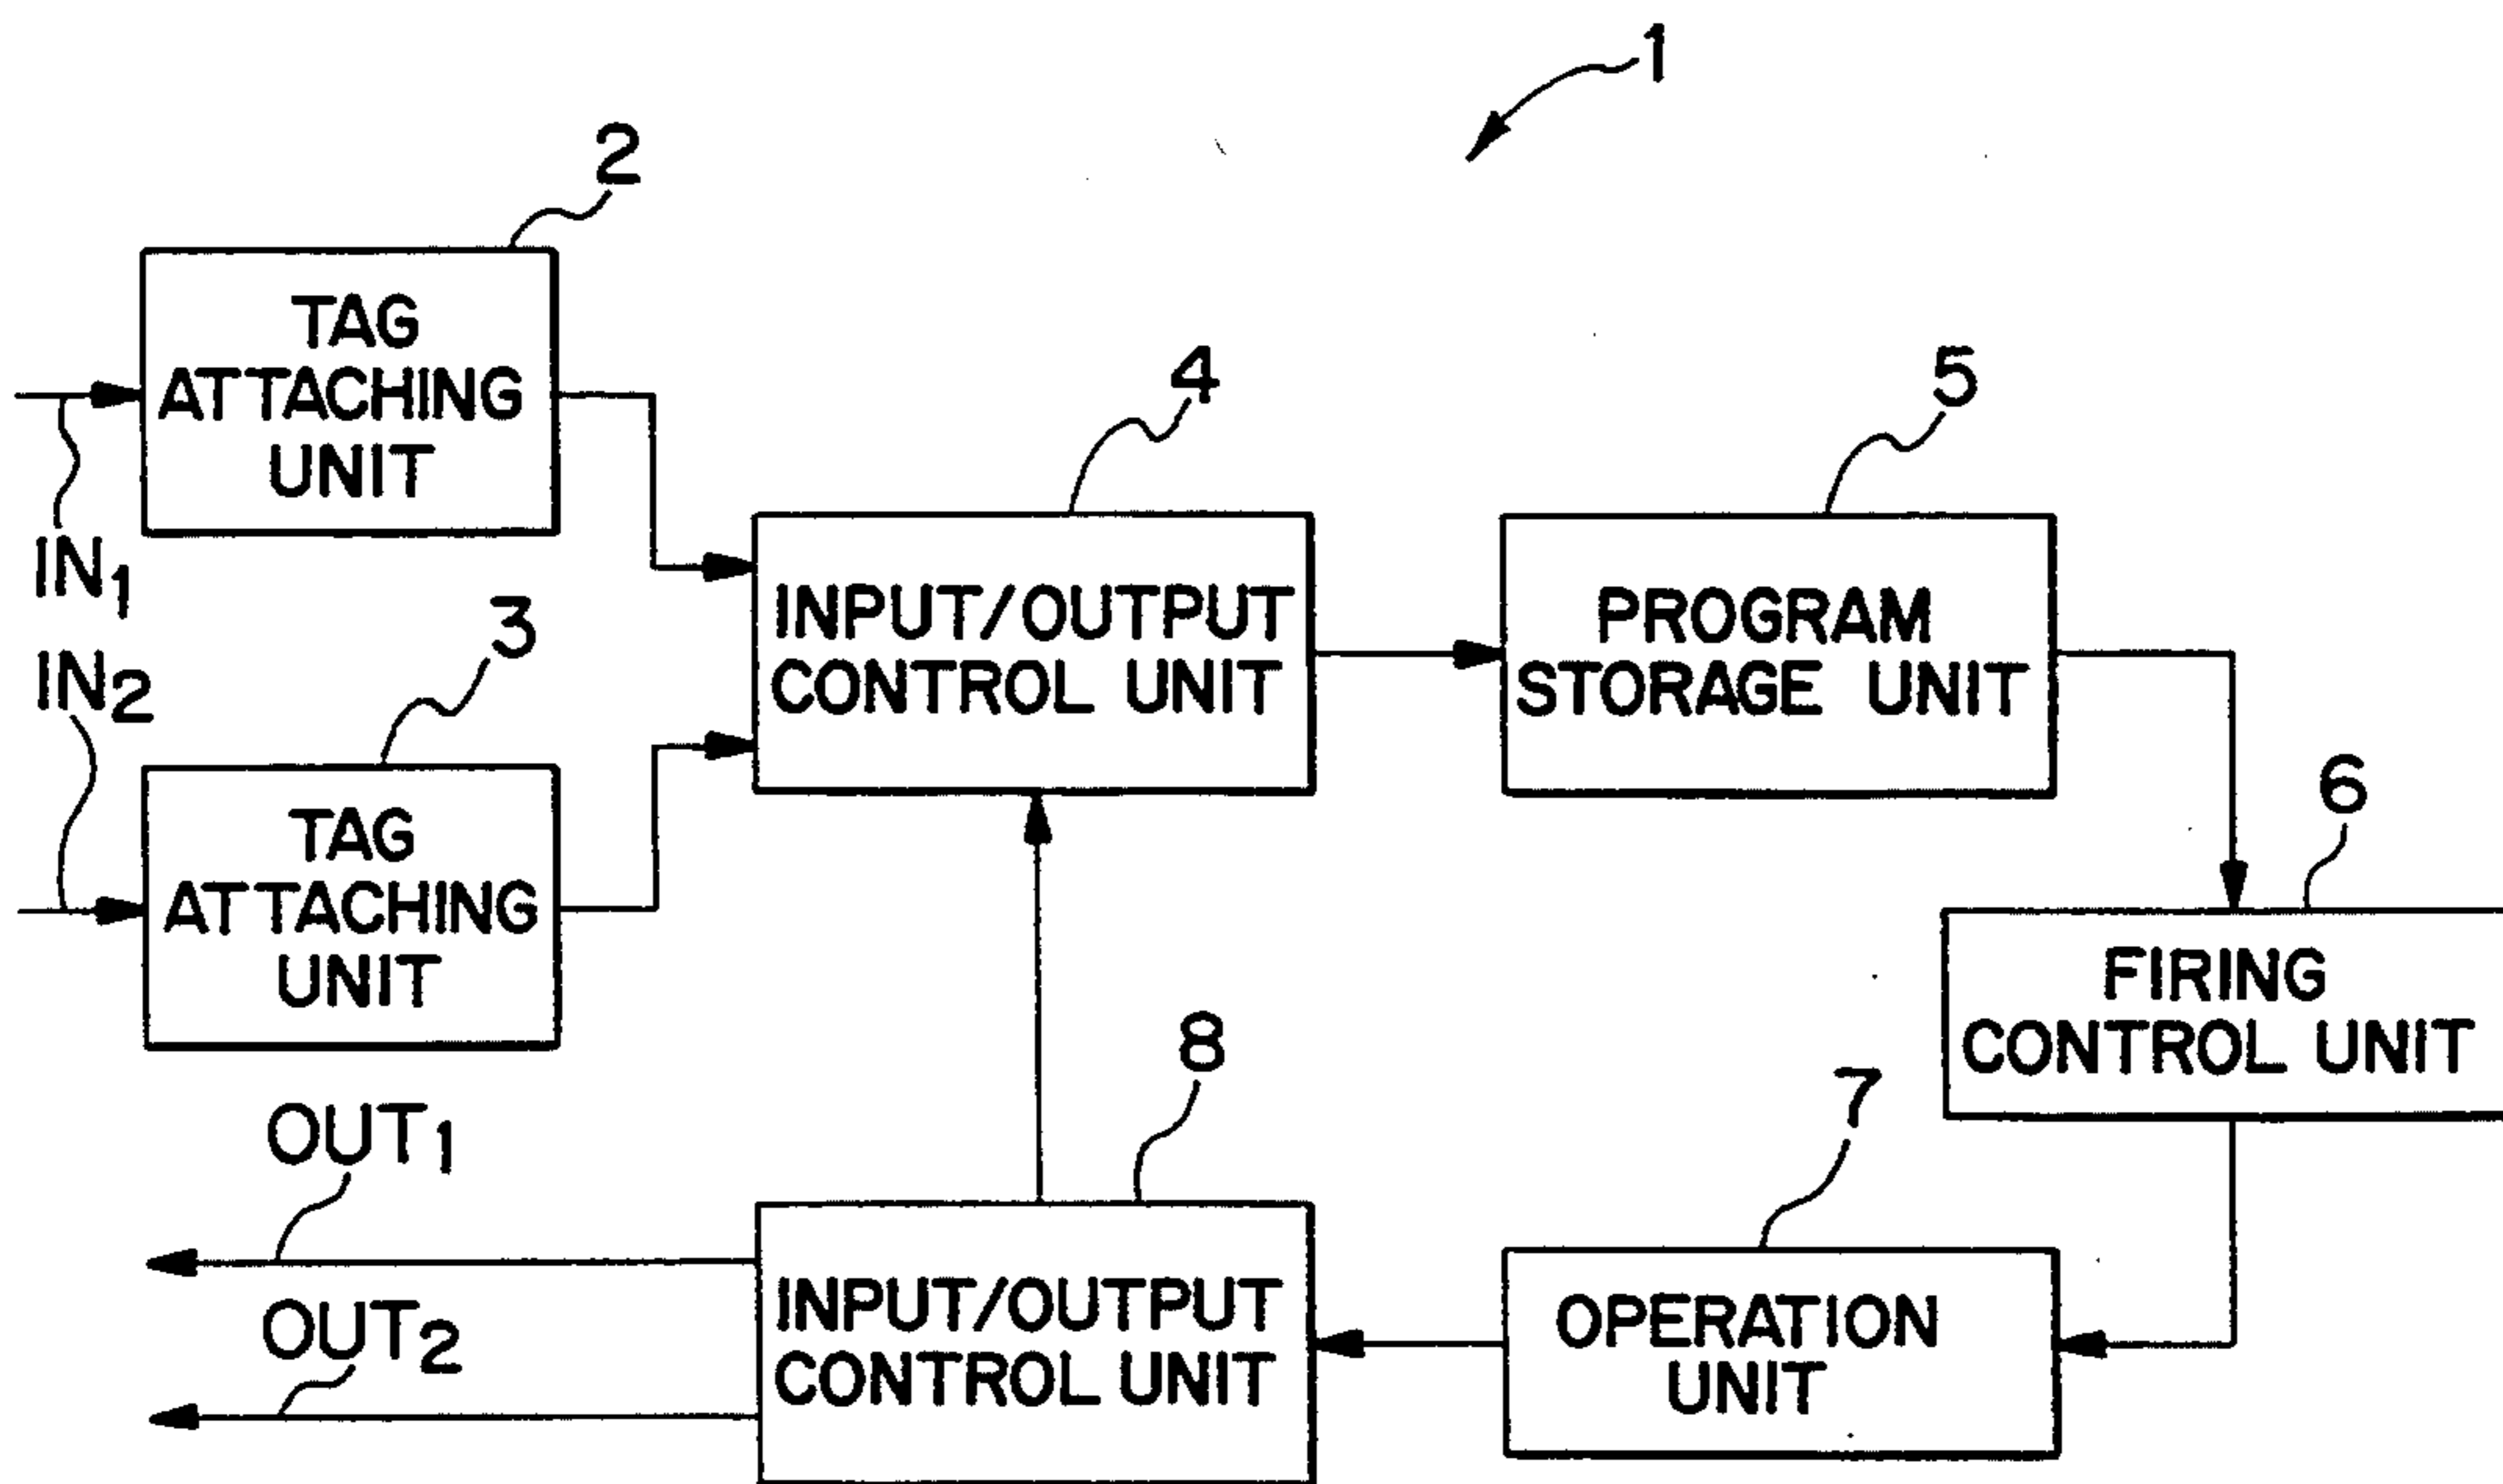 1
2
TAG
ATTACHING
UNIT
IN1
3
IN2
TAG
ATTACHING
UNIT
4
INPUT/OUTPUT
CONTROL UNIT
5
PROGRAM
STORAGE UNIT
6
FIRING
CONTROL UNIT
7
OPERATION
UNIT
8
INPUT/OUTPUT
CONTROL UNIT
OUT1
OUT2